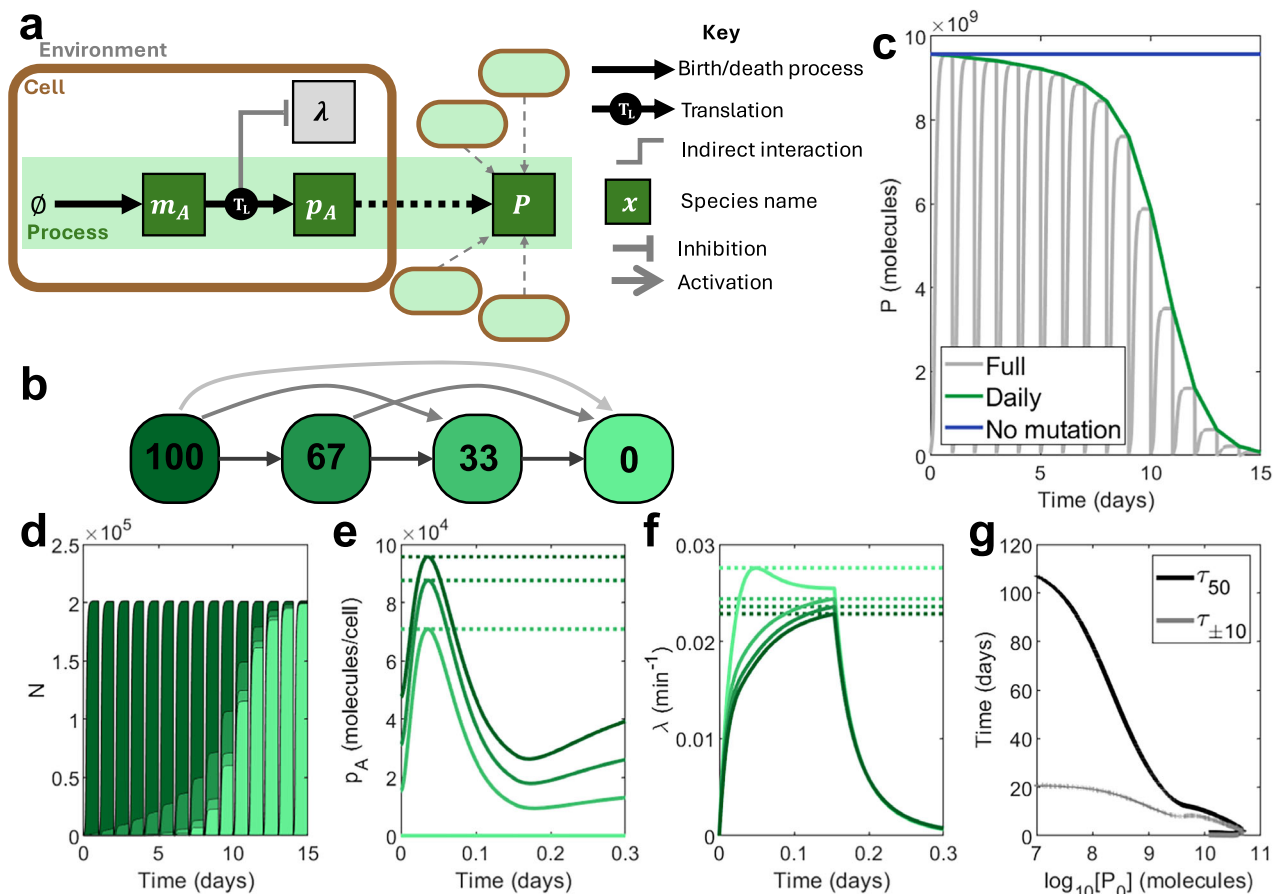 a
Environment
Cell
λ
∅
m_A
T_L
p_A
P
Process
Key
Birth/death process
T_L
Translation
Indirect interaction
x
Species name
Inhibition
Activation
b
100
67
33
0
c
×10^9
10
8
6
4
2
0
P (molecules)
Full
Daily
No mutation
0
5
10
15
Time (days)
d
×10^5
2.5
2
1.5
1
0.5
0
N
0
5
10
15
Time (days)
e
×10^4
10
8
6
4
2
0
p_A (molecules/cell)
0
0.1
0.2
0.3
Time (days)
f
0.03
0.02
0.01
0
λ (min^-1)
0
0.1
0.2
0.3
Time (days)
g
120
100
80
60
40
20
0
Time (days)
τ_50
τ_±10
7
8
9
10
11
log_10[P_0] (molecules)